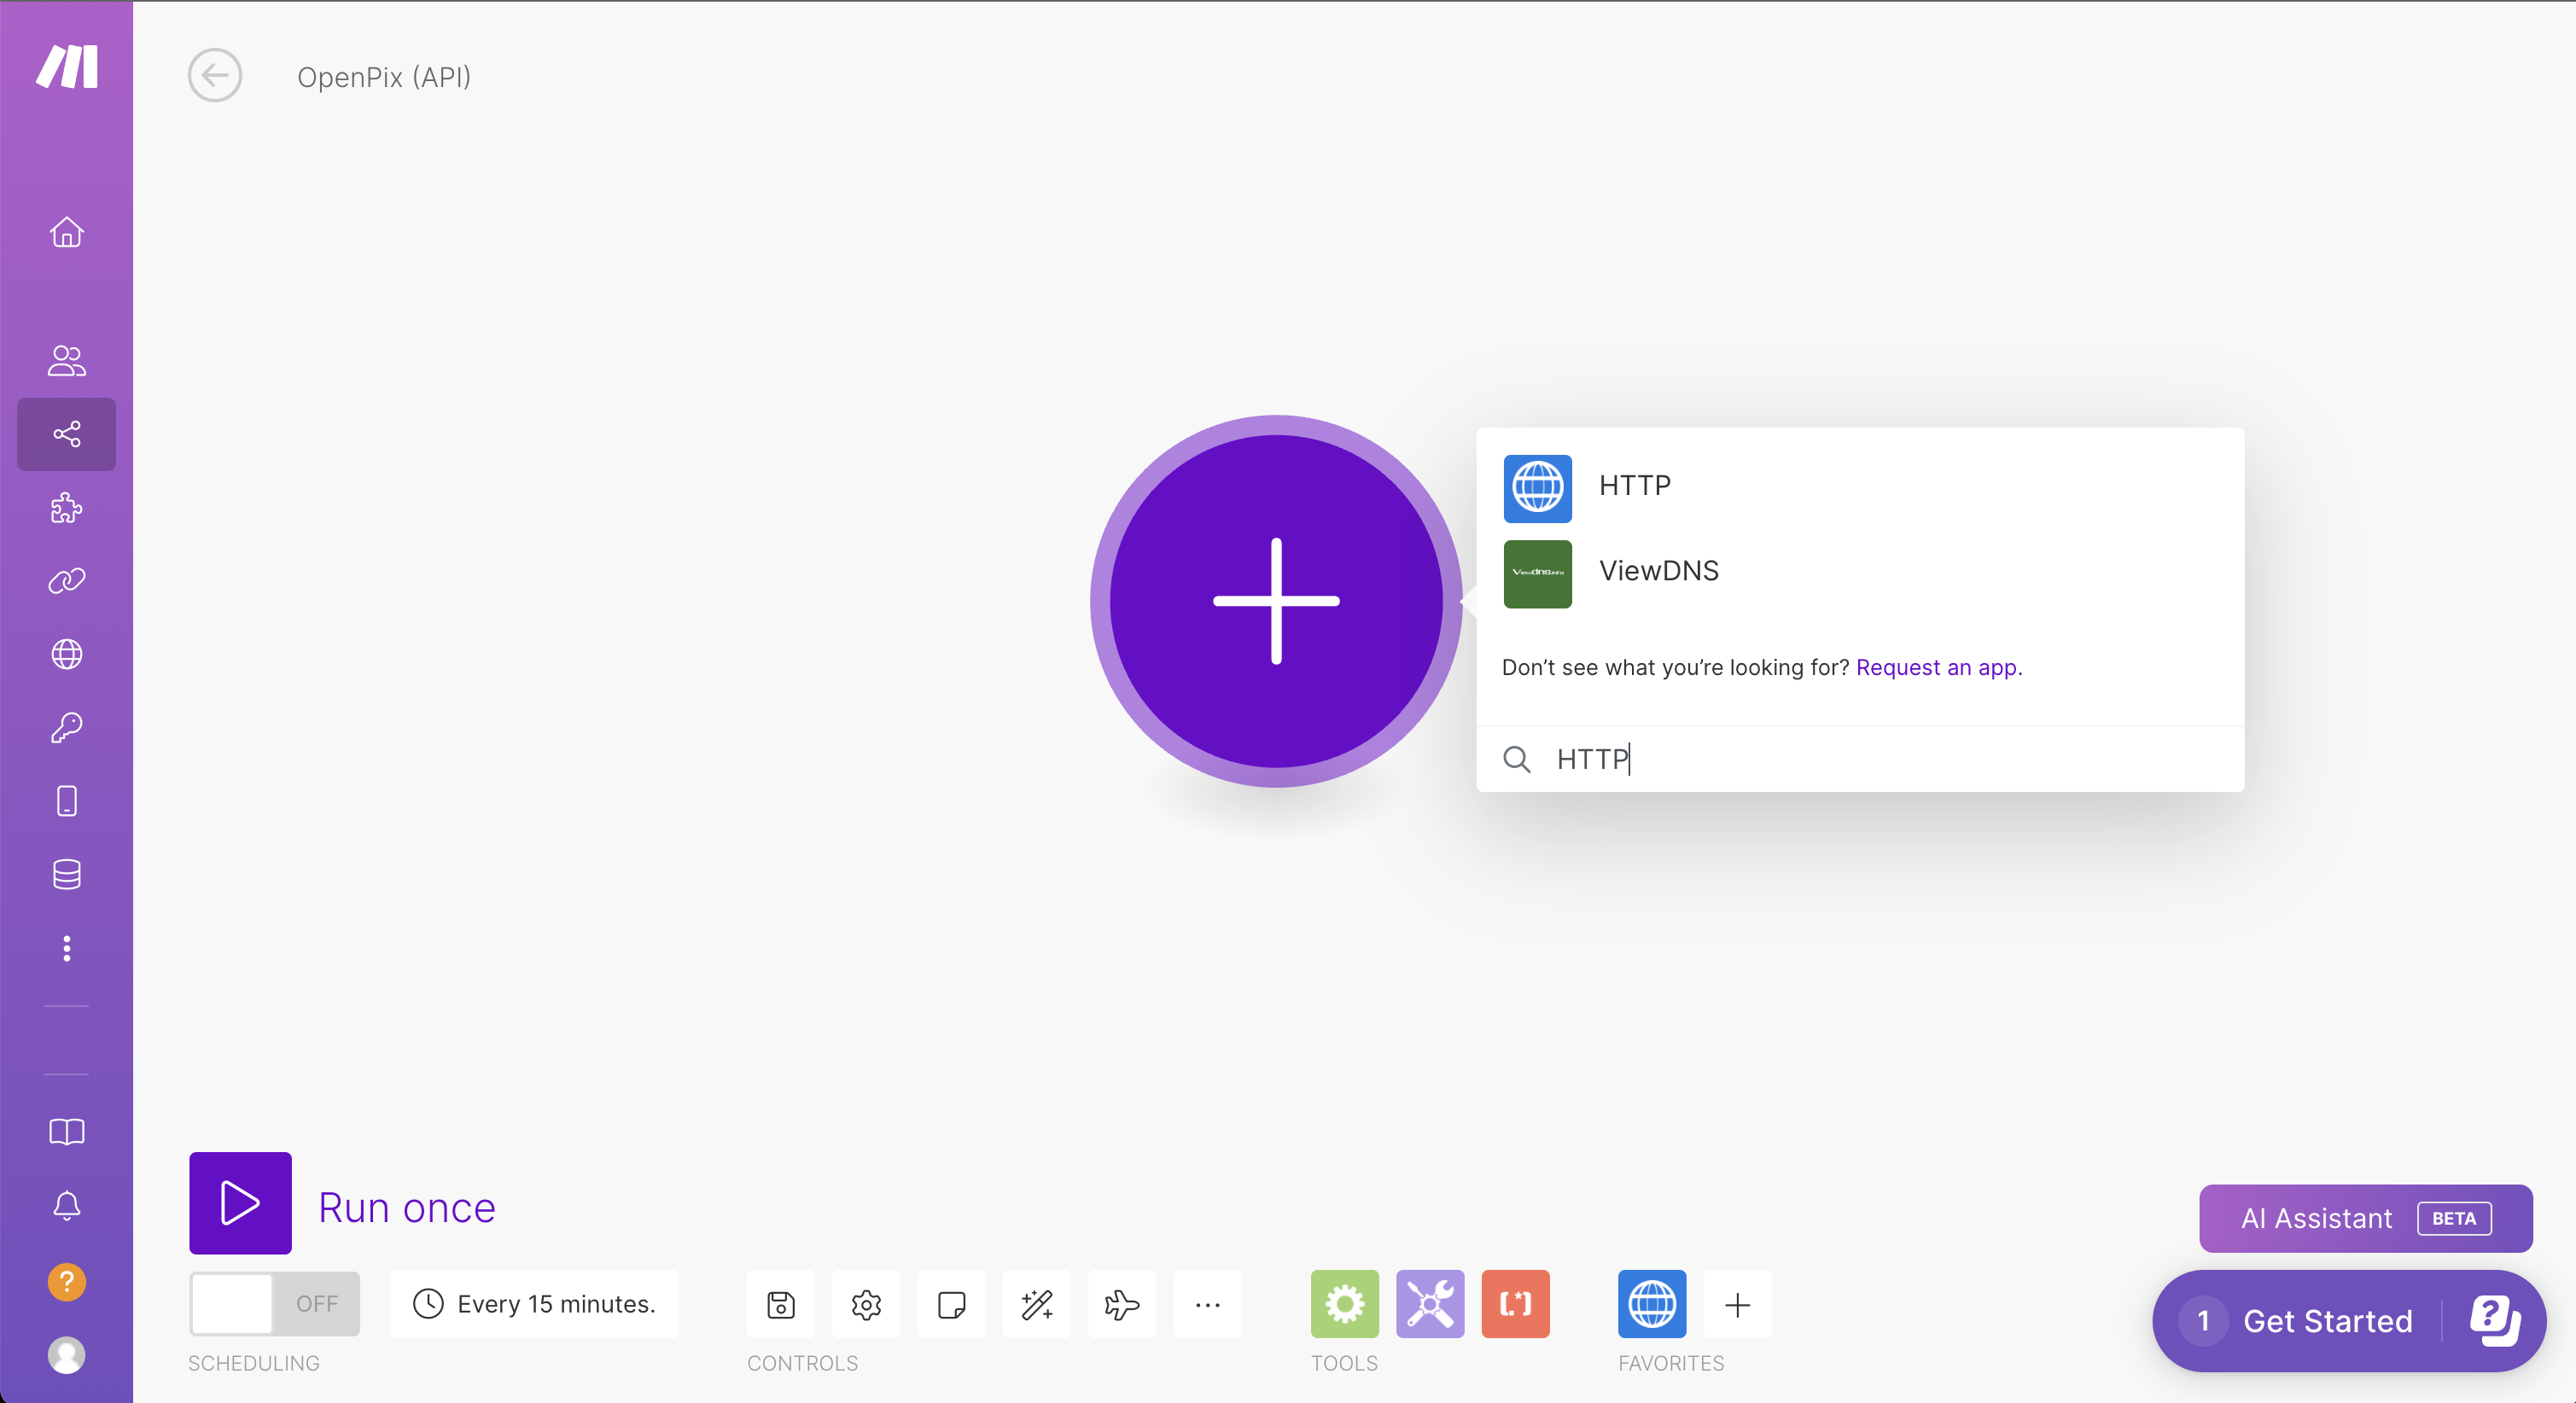 OpenPix (API)
HTTP
ViewDNS
Don’t see what you’re looking for? Request an app.
HTTP
Run once
OFF
Every 15 minutes.
SCHEDULING
CONTROLS
TOOLS
FAVORITES
AI Assistant BETA
1 Get Started